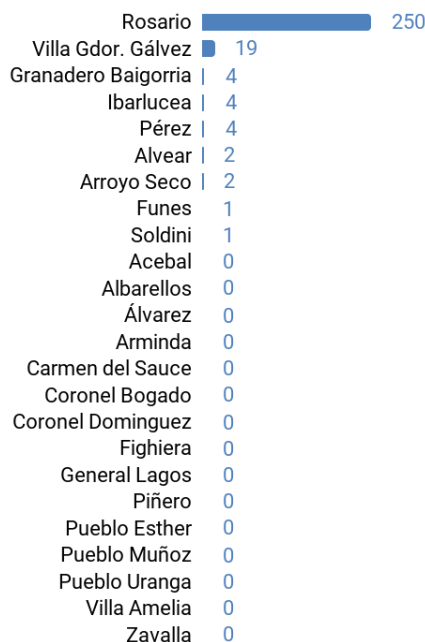 Rosario 250
Villa Gdor. Gálvez 19
Granadero Baigorria 4
Ibarlucea 4
Pérez 4
Alvear 2
Arroyo Seco 2
Funes 1
Soldini 1
Acebal 0
Albarellos 0
Álvarez 0
Arminda 0
Carmen del Sauce 0
Coronel Bogado 0
Coronel Dominguez 0
Fighiera 0
General Lagos 0
Piñero 0
Pueblo Esther 0
Pueblo Muñoz 0
Pueblo Uranga 0
Villa Amelia 0
Zavalla 0